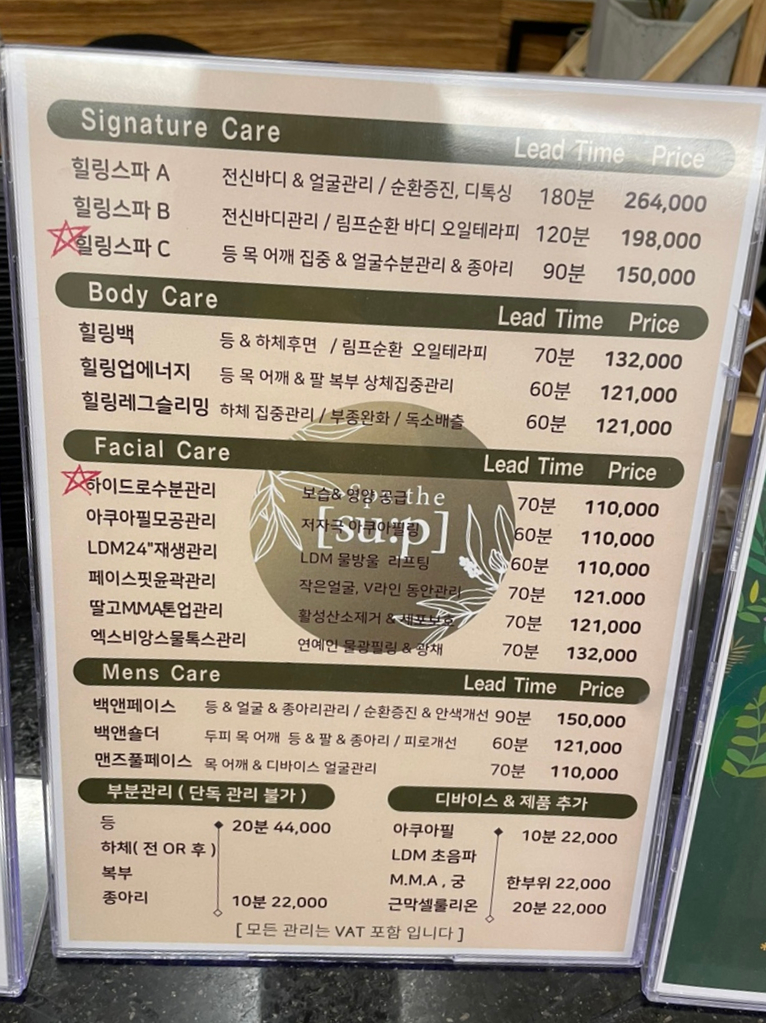 Signature Care Lead Time Price
힐링스파 A 전신바디 & 얼굴관리 / 순환증진, 디톡싱 180분 264,000
힐링스파 B 전신바디관리 / 림프순환 바디 오일테라피 120분 198,000
힐링스파 C 등 목 어깨 집중 & 얼굴수분관리 & 종아리 90분 150,000
Body Care Lead Time Price
힐링백 등 & 하체후면 / 림프순환 오일테라피 70분 132,000
힐링업에너지 등 목 어깨 & 팔 복부 상체집중관리 60분 121,000
힐링레그슬리밍 하체 집중관리 / 부종완화 / 독소배출 60분 121,000
Facial Care Lead Time Price
Spa the
[su:p]
하이드로수분관리 보습& 영양 공급 70분 110,000
아쿠아필모공관리 저자극 아쿠아필링 60분 110,000
LDM24"재생관리 LDM 물방울 리프팅 60분 110,000
페이스핏윤곽관리 작은얼굴, V라인 동안관리 70분 121.000
딸고MMA톤업관리 활성산소제거 & 세포보호 70분 121,000
엑스비앙스물톡스관리 연예인 물광필링 & 광채 70분 132,000
Mens Care Lead Time Price
백앤페이스 등 & 얼굴 & 종아리관리 / 순환증진 & 안색개선 90분 150,000
백앤숄더 두피 목 어깨 등 & 팔 & 종아리 / 피로개선 60분 121,000
맨즈풀페이스 목 어깨 & 디바이스 얼굴관리 70분 110,000
부분관리 ( 단독 관리 불가 )
등 20분 44,000
하체( 전 OR 후 )
복부
종아리 10분 22,000
디바이스 & 제품 추가
아쿠아필 10분 22,000
LDM 초음파
M.M.A , 궁 한부위 22,000
근막셀룰리온 20분 22,000
[ 모든 관리는 VAT 포함 입니다 ]